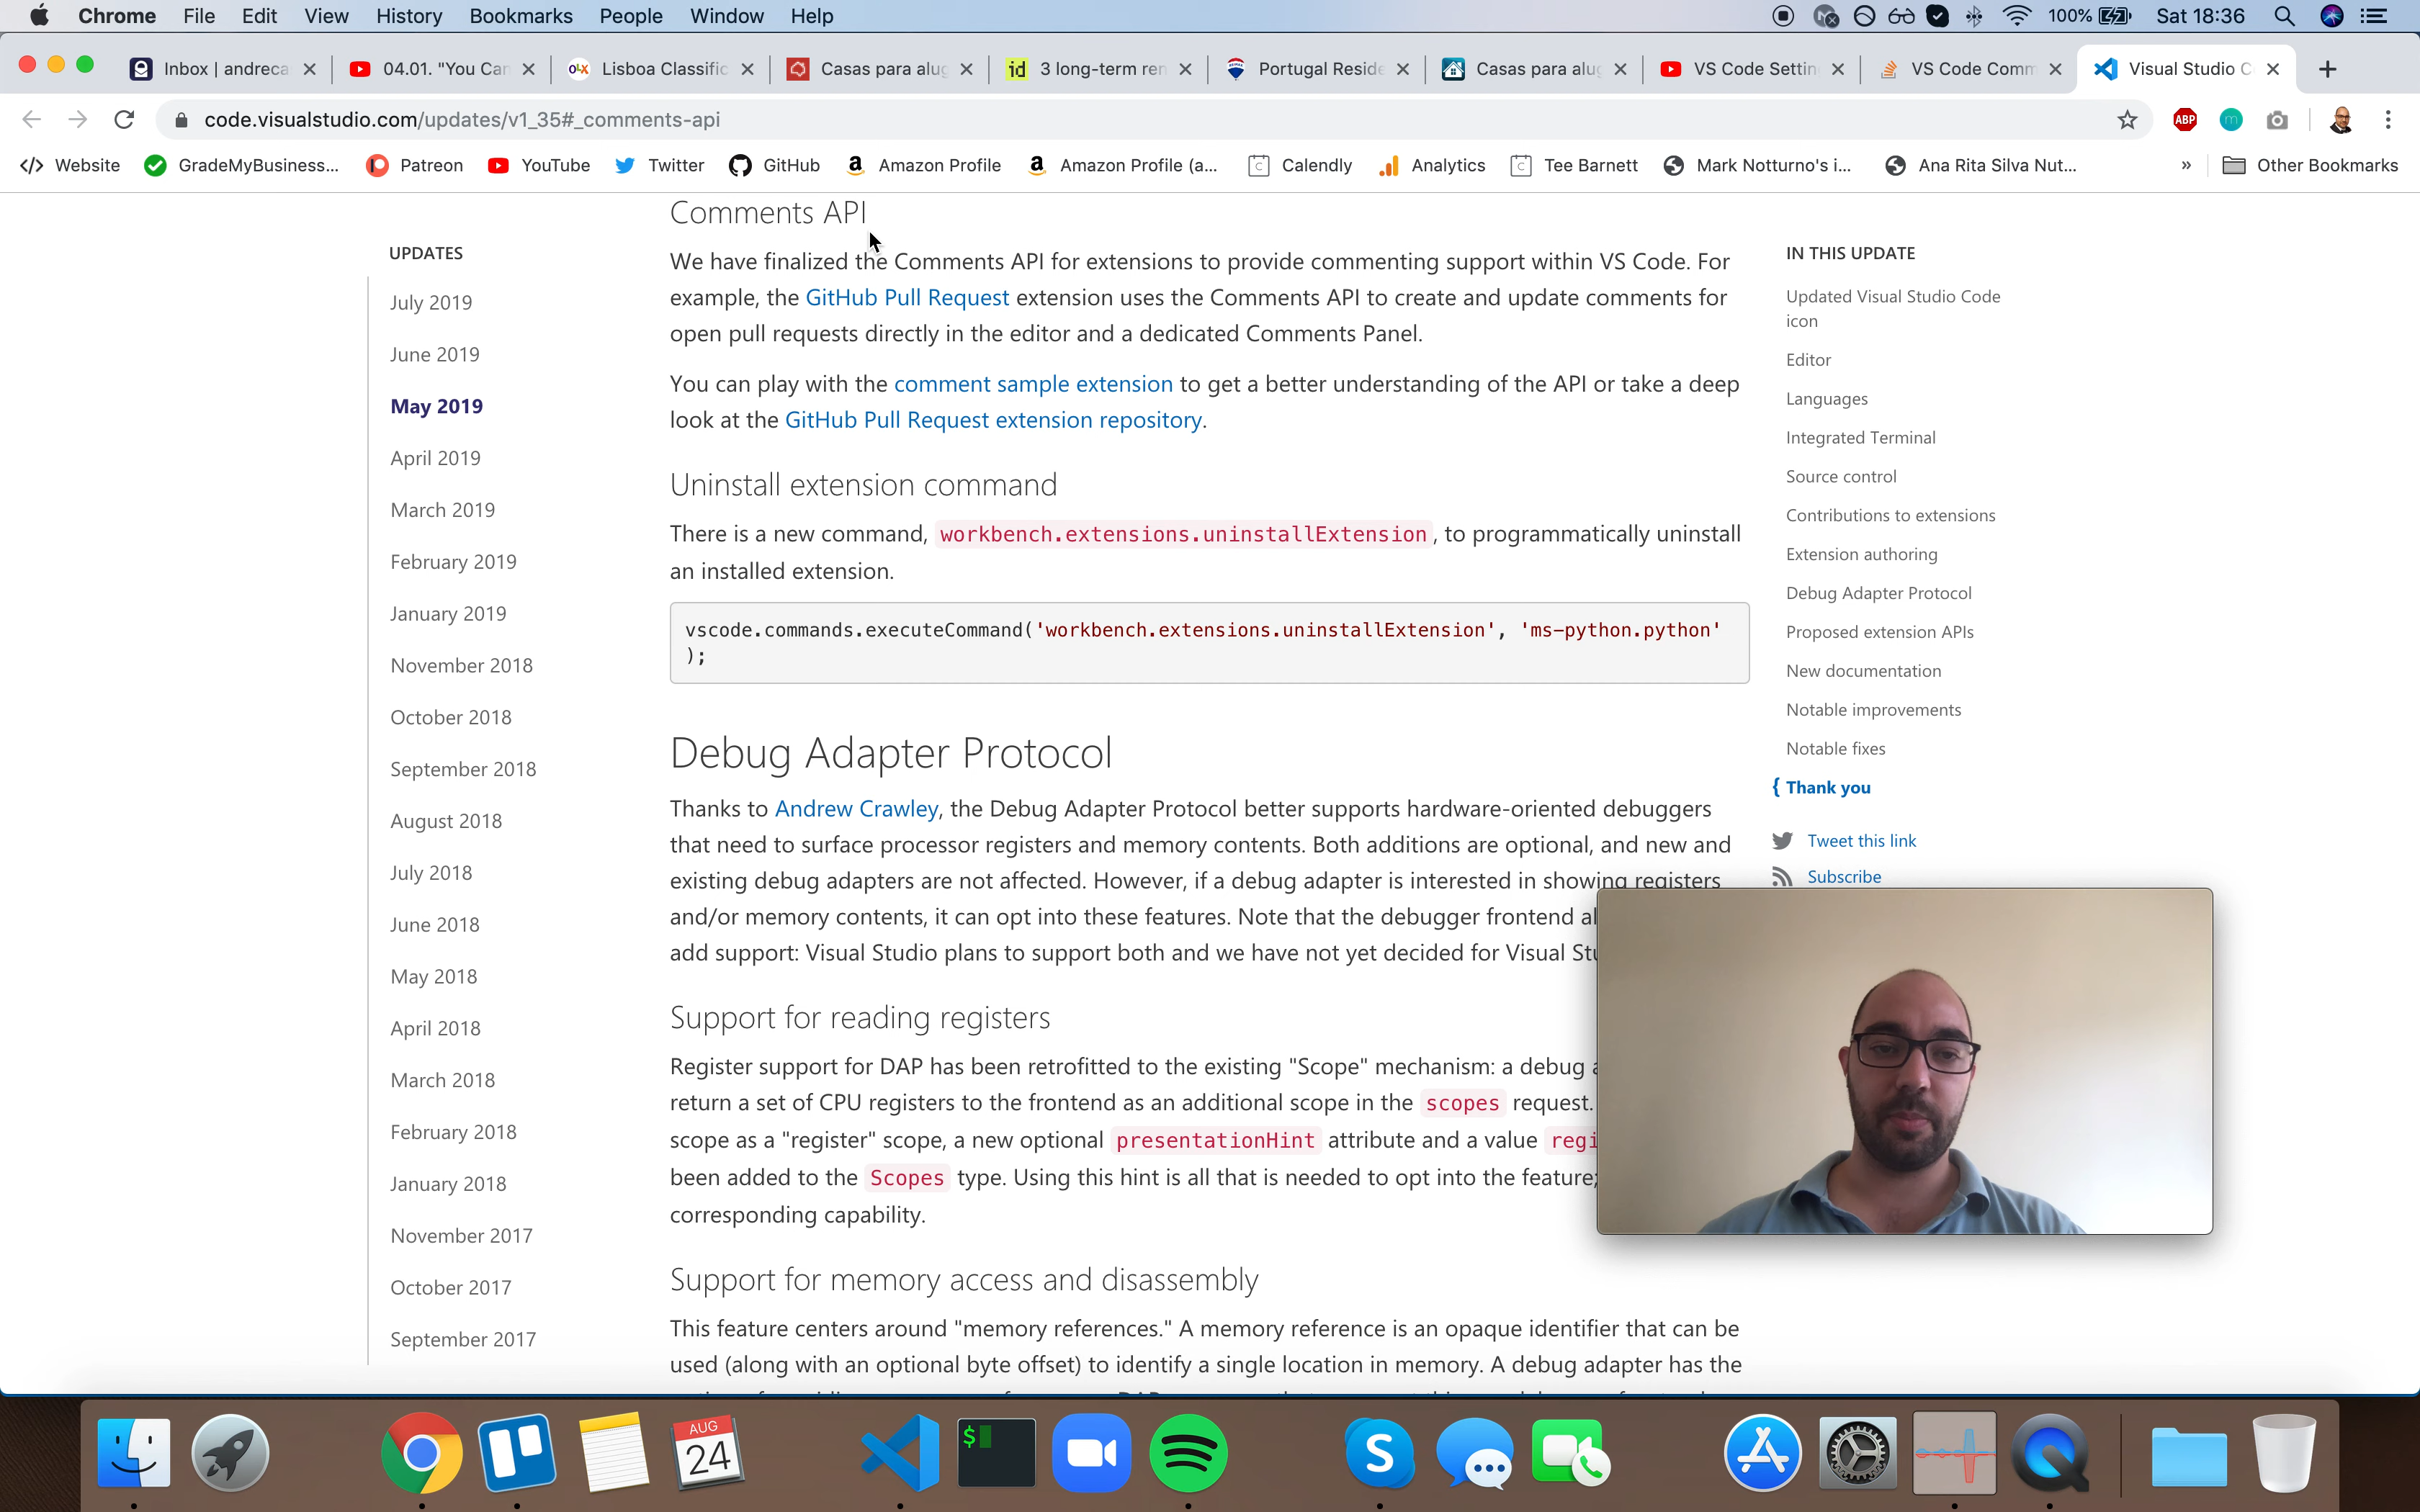 Chrome File Edit View History Bookmarks People Window Help 100% Sat 18:36
Inbox | andreca 04.01. "You Can Lisboa Classific Casas para alug 3 long-term ren Portugal Reside Casas para alug VS Code Settin VS Code Comm Visual Studio C
code.visualstudio.com/updates/v1_35#_comments-api ABP
Website GradeMyBusiness... Patreon YouTube Twitter GitHub Amazon Profile Amazon Profile (a... Calendly Analytics Tee Barnett Mark Notturno's i... Ana Rita Silva Nut... » Other Bookmarks
UPDATES
July 2019
June 2019
May 2019
April 2019
March 2019
February 2019
January 2019
November 2018
October 2018
September 2018
August 2018
July 2018
June 2018
May 2018
April 2018
March 2018
February 2018
January 2018
November 2017
October 2017
September 2017
Comments API
We have finalized the Comments API for extensions to provide commenting support within VS Code. For
example, the GitHub Pull Request extension uses the Comments API to create and update comments for
open pull requests directly in the editor and a dedicated Comments Panel.
You can play with the comment sample extension to get a better understanding of the API or take a deep
look at the GitHub Pull Request extension repository.
Uninstall extension command
There is a new command, workbench.extensions.uninstallExtension, to programmatically uninstall
an installed extension.
vscode.commands.executeCommand('workbench.extensions.uninstallExtension', 'ms-python.python'
);
Debug Adapter Protocol
Thanks to Andrew Crawley, the Debug Adapter Protocol better supports hardware-oriented debuggers
that need to surface processor registers and memory contents. Both additions are optional, and new and
existing debug adapters are not affected. However, if a debug adapter is interested in showing registers
and/or memory contents, it can opt into these features. Note that the debugger frontend al
add support: Visual Studio plans to support both and we have not yet decided for Visual Stu
Support for reading registers
Register support for DAP has been retrofitted to the existing "Scope" mechanism: a debug a
return a set of CPU registers to the frontend as an additional scope in the scopes request.
scope as a "register" scope, a new optional presentationHint attribute and a value regi
been added to the Scopes type. Using this hint is all that is needed to opt into the feature;
corresponding capability.
Support for memory access and disassembly
This feature centers around "memory references." A memory reference is an opaque identifier that can be
used (along with an optional byte offset) to identify a single location in memory. A debug adapter has the
IN THIS UPDATE
Updated Visual Studio Code
icon
Editor
Languages
Integrated Terminal
Source control
Contributions to extensions
Extension authoring
Debug Adapter Protocol
Proposed extension APIs
New documentation
Notable improvements
Notable fixes
{ Thank you
Tweet this link
Subscribe
AUG
24